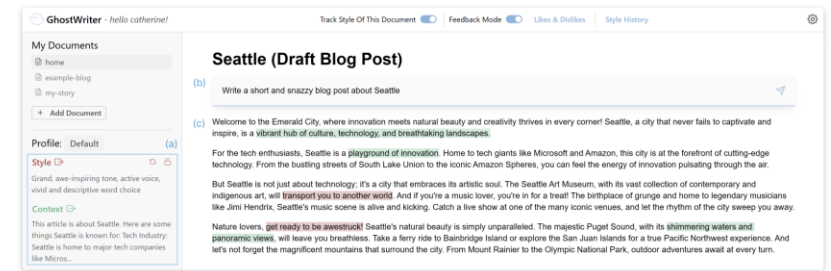 GhostWriter - hello catherine!
Track Style Of This Document
Feedback Mode
Likes & Dislikes
Style History
My Documents
home
example-blog
my-story
+ Add Document
Profile: Default
(a)
Style
Grand, awe-inspiring tone, active voice,
vivid and descriptive word choice
Context
This article is about Seattle. Here are some
things Seattle is known for: Tech Industry:
Seattle is home to major tech companies
like Micros...
Seattle (Draft Blog Post)
(b)
Write a short and snazzy blog post about Seattle
(c)
Welcome to the Emerald City, where innovation meets natural beauty and creativity thrives in every corner! Seattle, a city that never fails to captivate and
inspire, is a vibrant hub of culture, technology, and breathtaking landscapes.
For the tech enthusiasts, Seattle is a playground of innovation. Home to tech giants like Microsoft and Amazon, this city is at the forefront of cutting-edge
technology. From the bustling streets of South Lake Union to the iconic Amazon Spheres, you can feel the energy of innovation pulsating through the air.
But Seattle is not just about technology; it's a city that embraces its artistic soul. The Seattle Art Museum, with its vast collection of contemporary and
indigenous art, will transport you to another world. And if you're a music lover, you're in for a treat! The birthplace of grunge and home to legendary musicians
like Jimi Hendrix, Seattle's music scene is alive and kicking. Catch a live show at one of the many iconic venues, and let the rhythm of the city sweep you away.
Nature lovers, get ready to be awestruck! Seattle's natural beauty is simply unparalleled. The majestic Puget Sound, with its shimmering waters and
panoramic views, will leave you breathless. Take a ferry ride to Bainbridge Island or explore the San Juan Islands for a true Pacific Northwest experience. And
let's not forget the magnificent mountains that surround the city. From Mount Rainier to the Olympic National Park, outdoor adventures await at every turn.